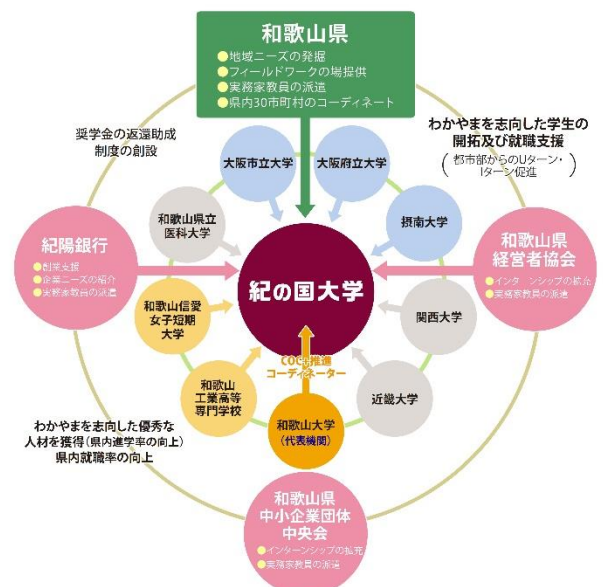 和歌山県
●地域ニーズの発掘
●フィールドワークの場提供
●実務家教員の派遣
●県内30市町村のコーディネート
奨学金の返還助成
制度の創設
わかやまを志向した学生の
開拓及び就職支援
(都市部からのUターン・
Iターン促進)
大阪市立大学
大阪府立大学
和歌山県立
医科大学
摂南大学
紀陽銀行
●創業支援
●企業ニーズの紹介
●実務家教員の派遣
紀の国大学
和歌山県
経営者協会
●インターンシップの拡充
●実務家教員の派遣
和歌山信愛
女子短期
大学
関西大学
COC+推進
コーディネーター
和歌山
工業高等
専門学校
近畿大学
和歌山大学
(代表機関)
わかやまを志向した優秀な
人材を獲得(県内進学率の向上)
県内就職率の向上
和歌山県
中小企業団体
中央会
●インターンシップの拡充
●実務家教員の派遣